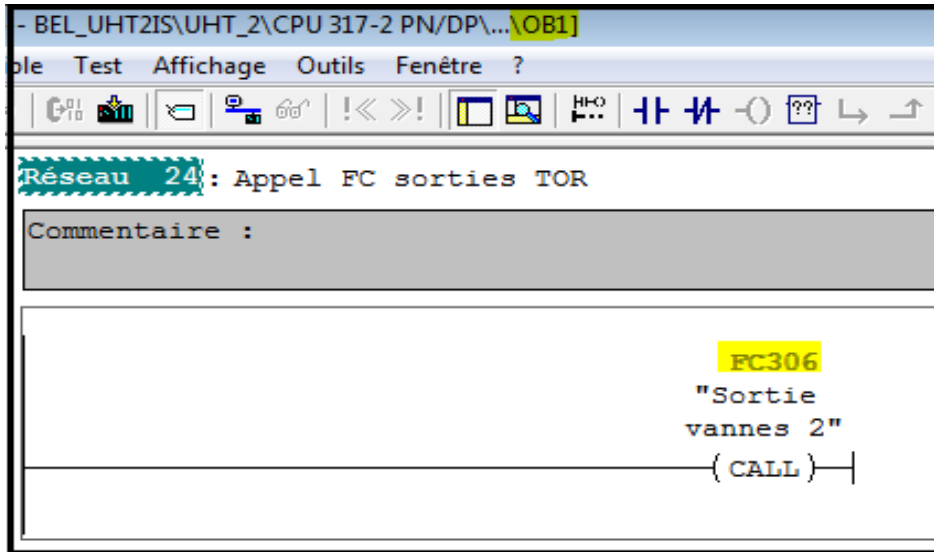 - BEL_UHT2IS\UHT_2\CPU 317-2 PN/DP\...\OB1]
ble Test Affichage Outils Fenêtre ?
!≪ ≫! ??
Réseau 24 : Appel FC sorties TOR
Commentaire :
FC306
"Sortie
vannes 2"
( CALL )